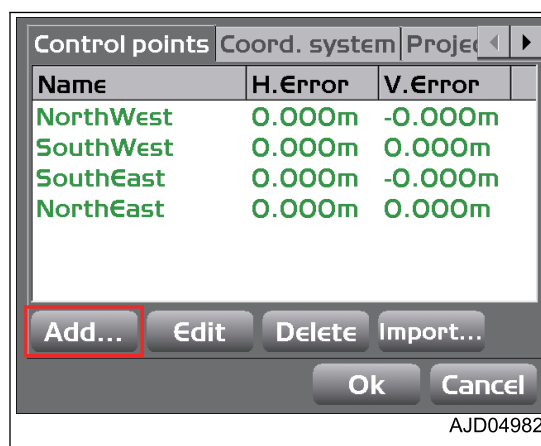 Control points Coord. system Projec
Name H.Error V.Error
NorthWest 0.000m -0.000m
SouthWest 0.000m 0.000m
SouthEast 0.000m -0.000m
NorthEast 0.000m 0.000m
Add... Edit Delete Import...
Ok Cancel
AJD04982